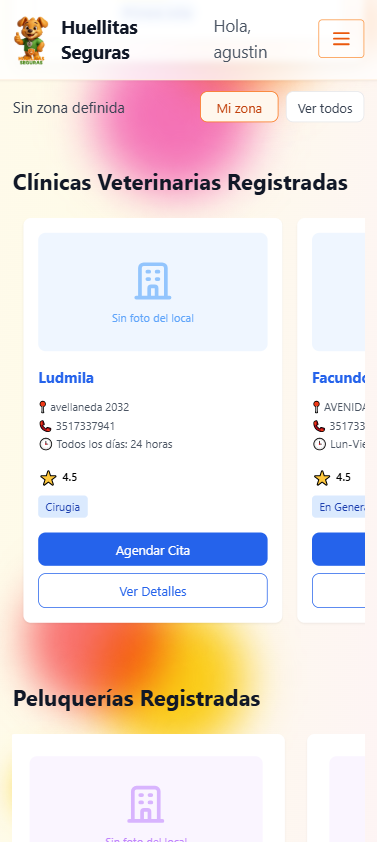 SEGURAS
Huellitas
Seguras
Hola,
agustin
Sin zona definida
Mi zona
Ver todos
Clínicas Veterinarias Registradas
Sin foto del local
Ludmila
avellaneda 2032
3517337941
Todos los días: 24 horas
4.5
Cirugia
Agendar Cita
Ver Detalles
Facundo
AVENIDA
351733
Lun-Vie
4.5
En Genera
Peluquerías Registradas
Sin foto del local